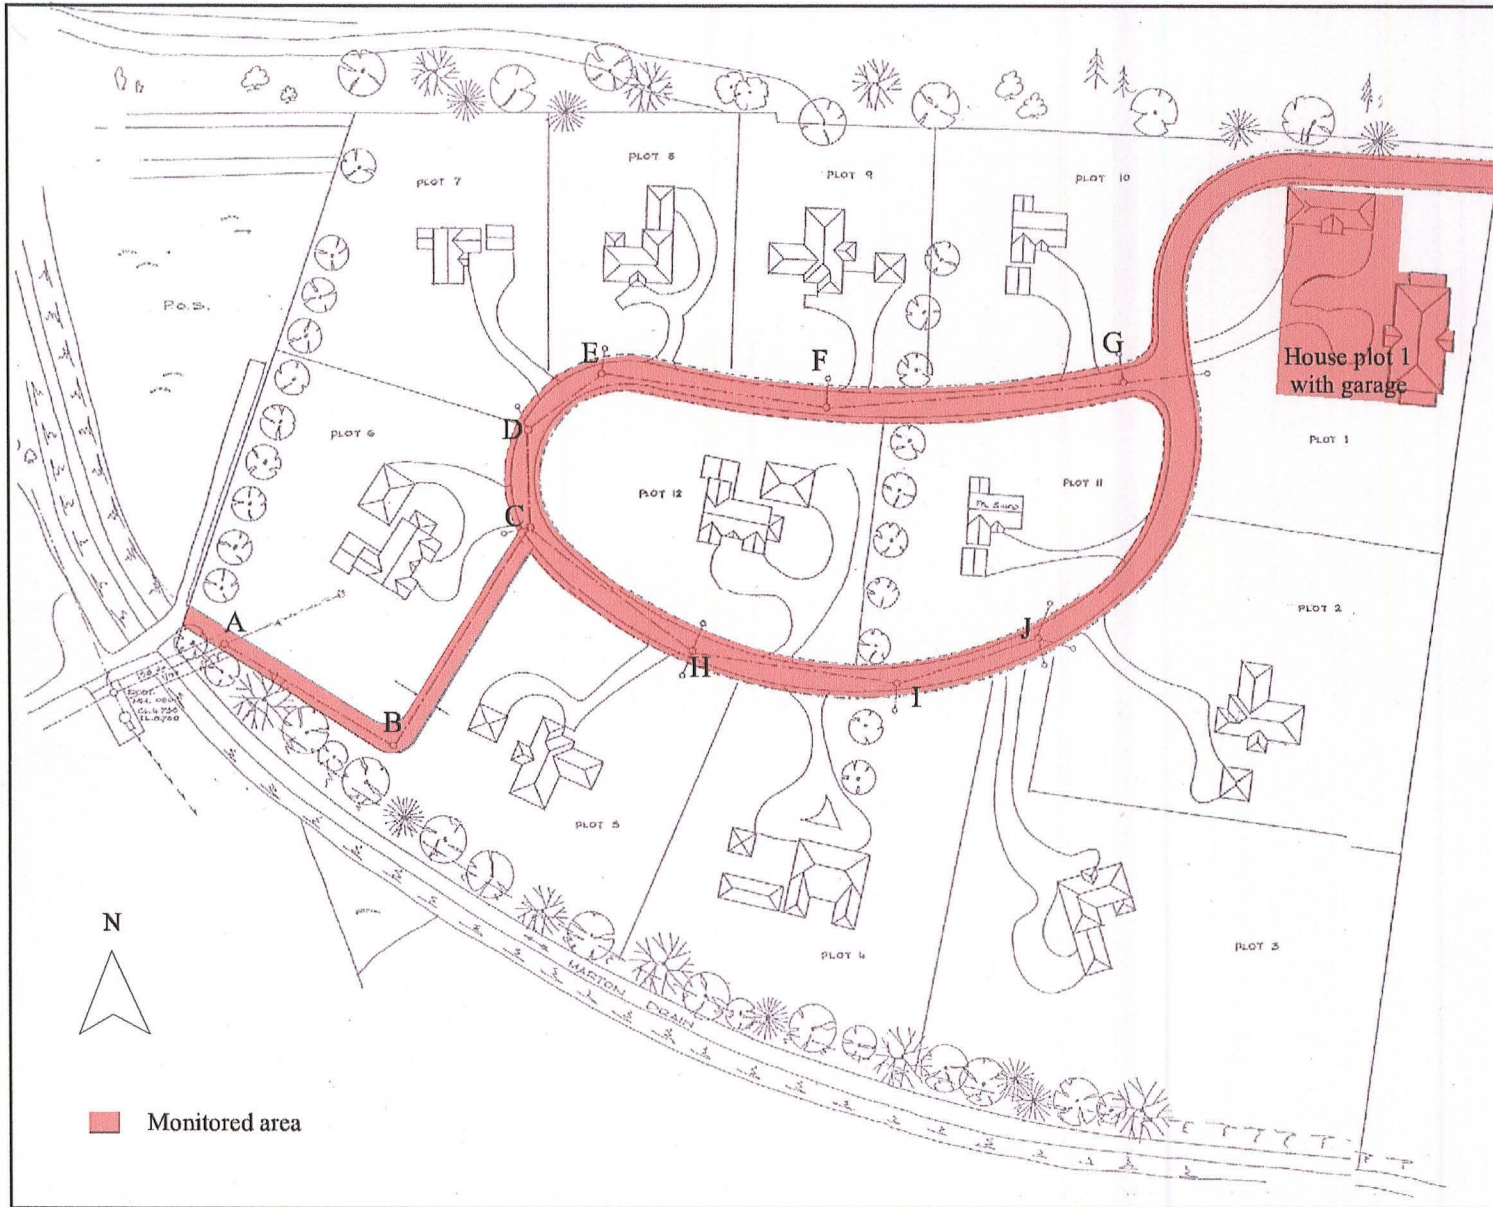 PLOT 8
PLOT 9
PLOT 10
PLOT 7
P.O.S.
E
F
G
House plot 1
with garage
D
PLOT 6
PLOT 1
PLOT 12
PLOT 11
C
A
J
PLOT 2
H
I
B
PLOT 5
N
PLOT 4
PLOT 3
MARTON DRAIN
Monitored area